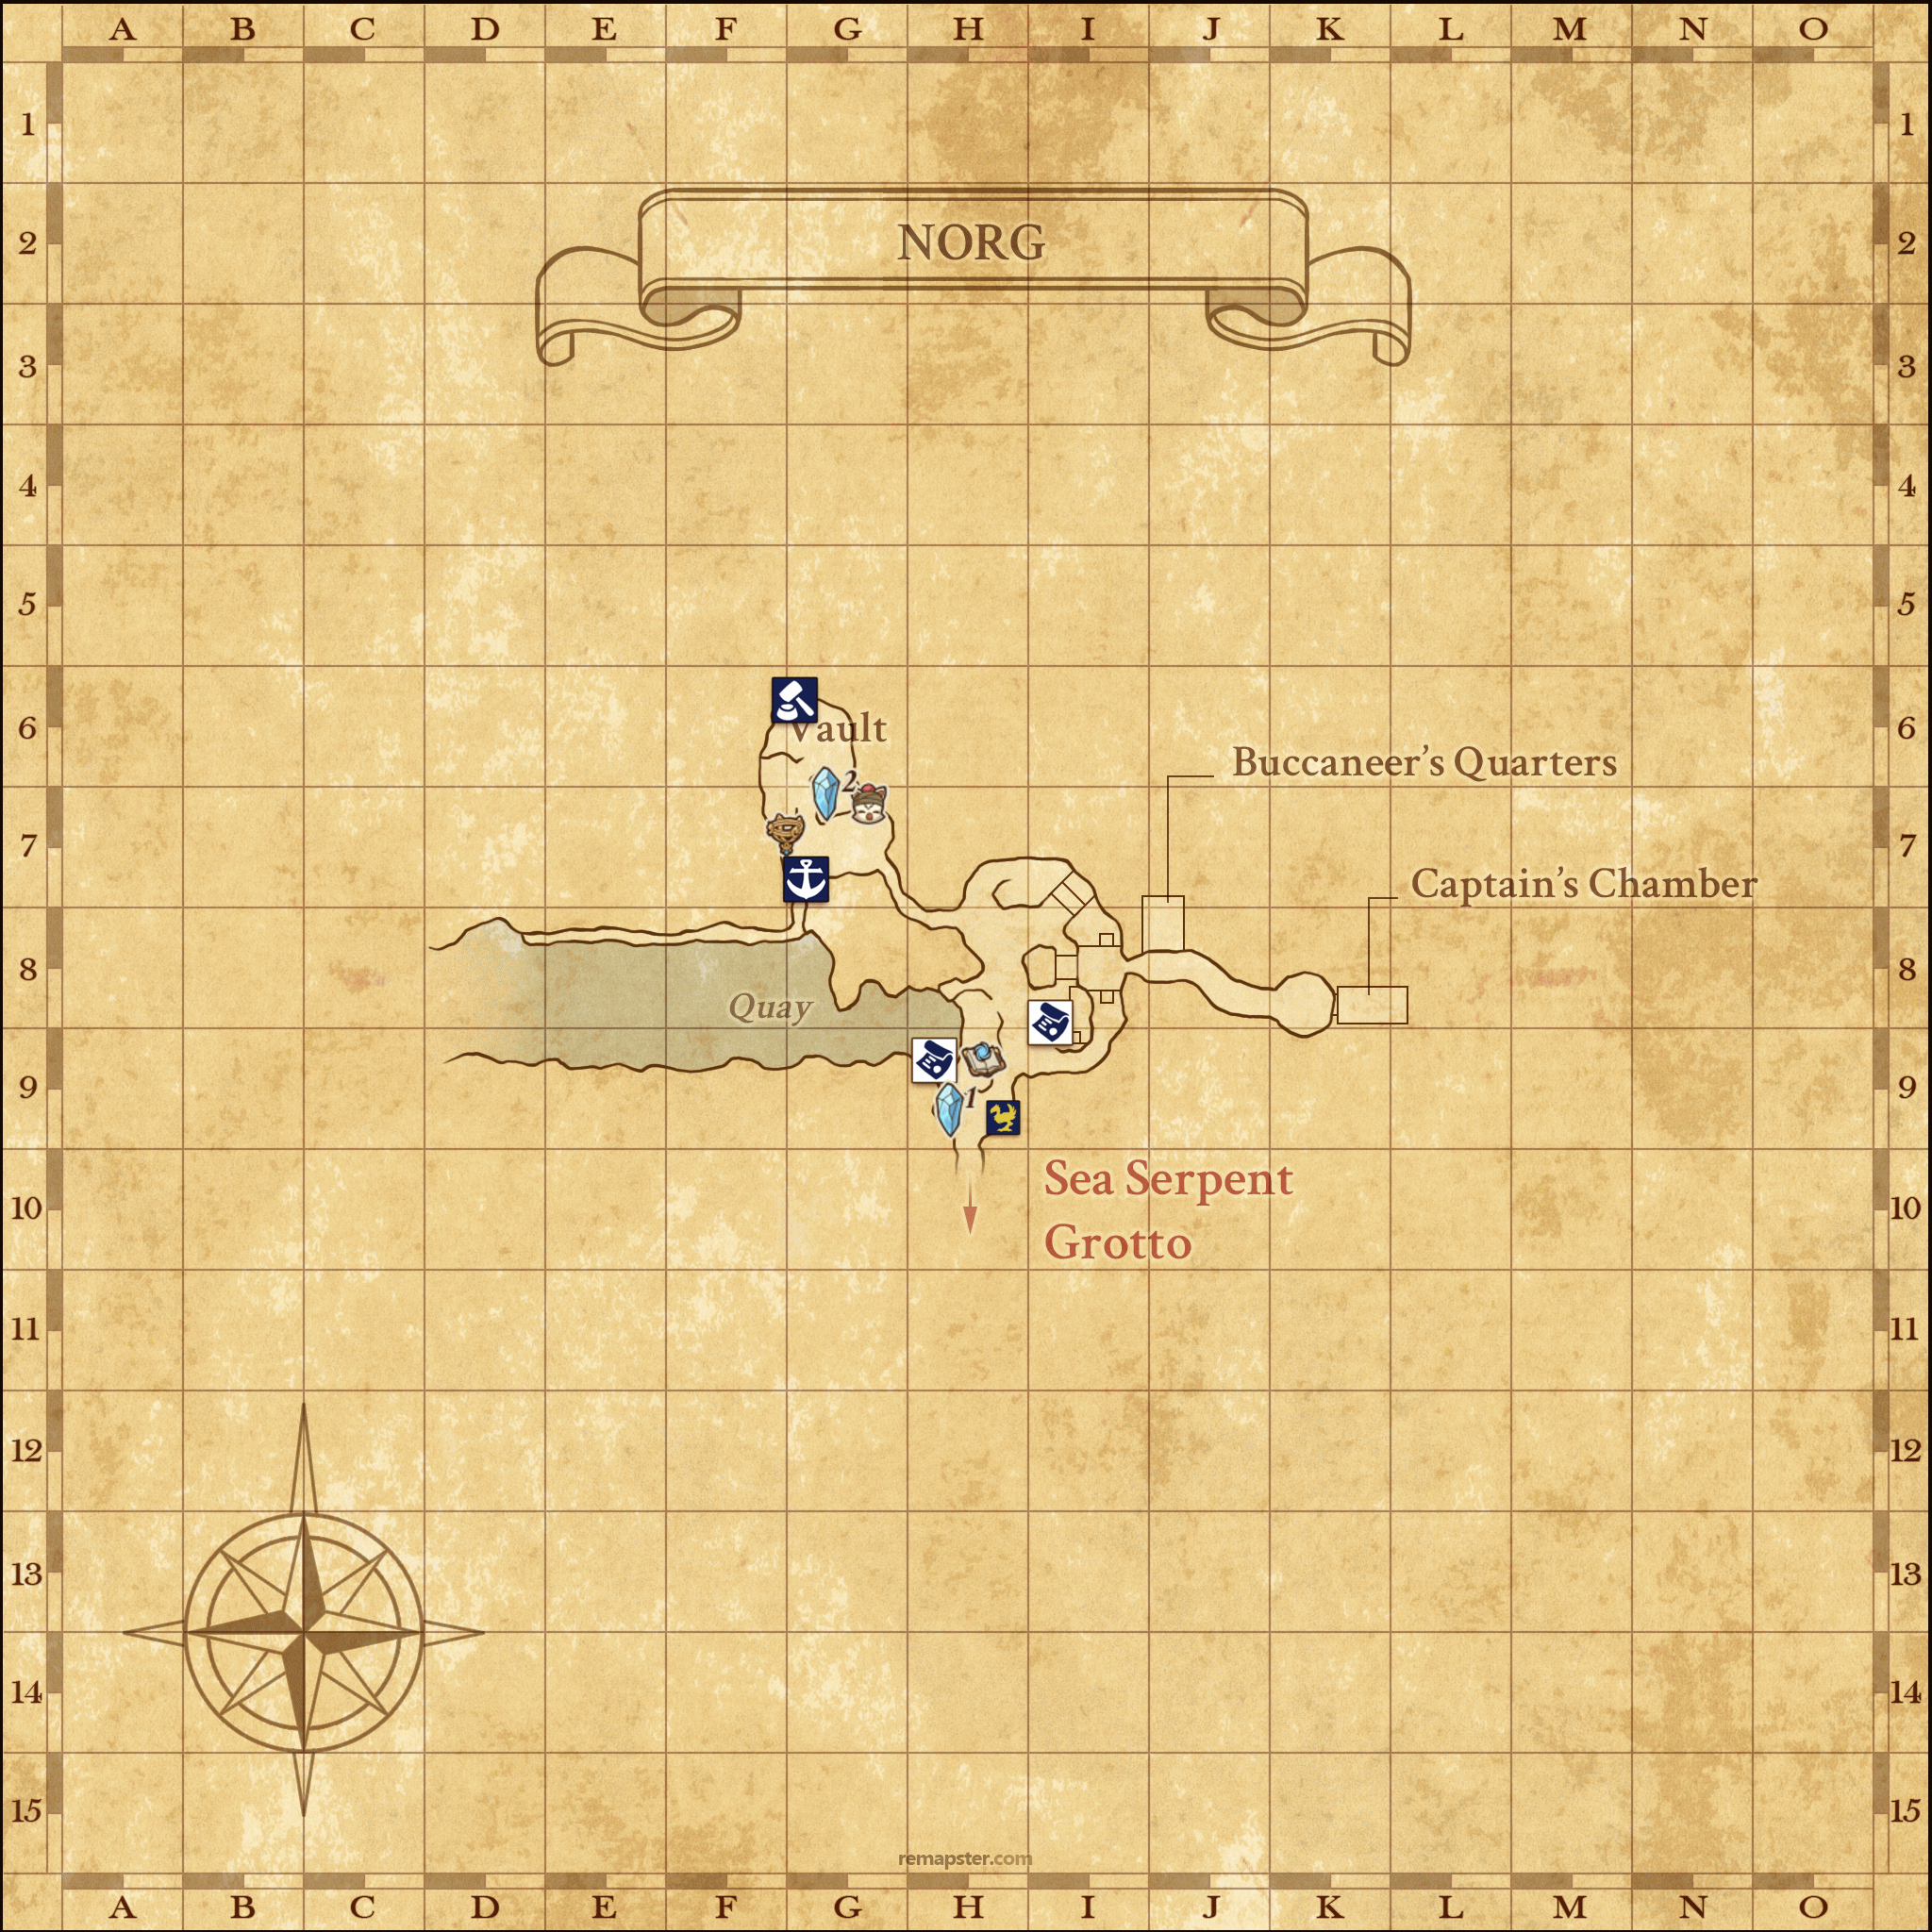 A B C D E F G H I J K L M N O
1 1
NORG
2 2
3 3
4 4
5 5
6 Vault 6
Buccaneer's Quarters
2
7 7
Captain's Chamber
8 8
Quay
9 1 9
Sea Serpent
10 10
Grotto
11 11
12 12
13 13
14 14
15 15
remapster.com
A B C D E F G H I J K L M N O